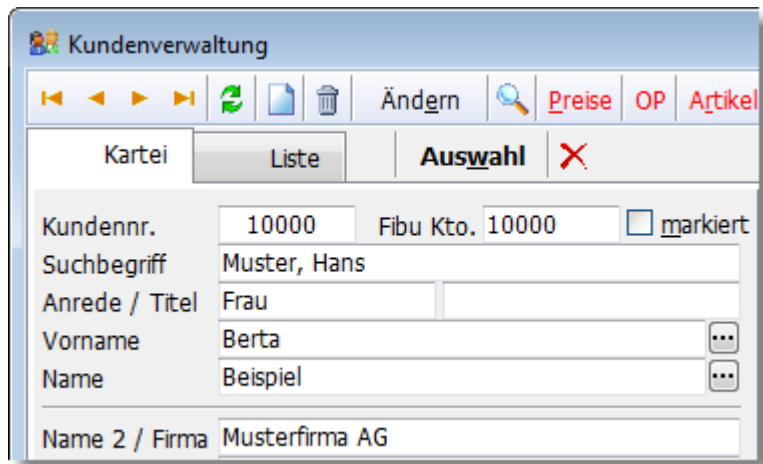 Kundenverwaltung
Ändern Preise OP Artikel
Kartei Liste Auswahl
Kundennr. 10000 Fibu Kto. 10000 markiert
Suchbegriff Muster, Hans
Anrede / Titel Frau
Vorname Berta ...
Name Beispiel ...
Name 2 / Firma Musterfirma AG